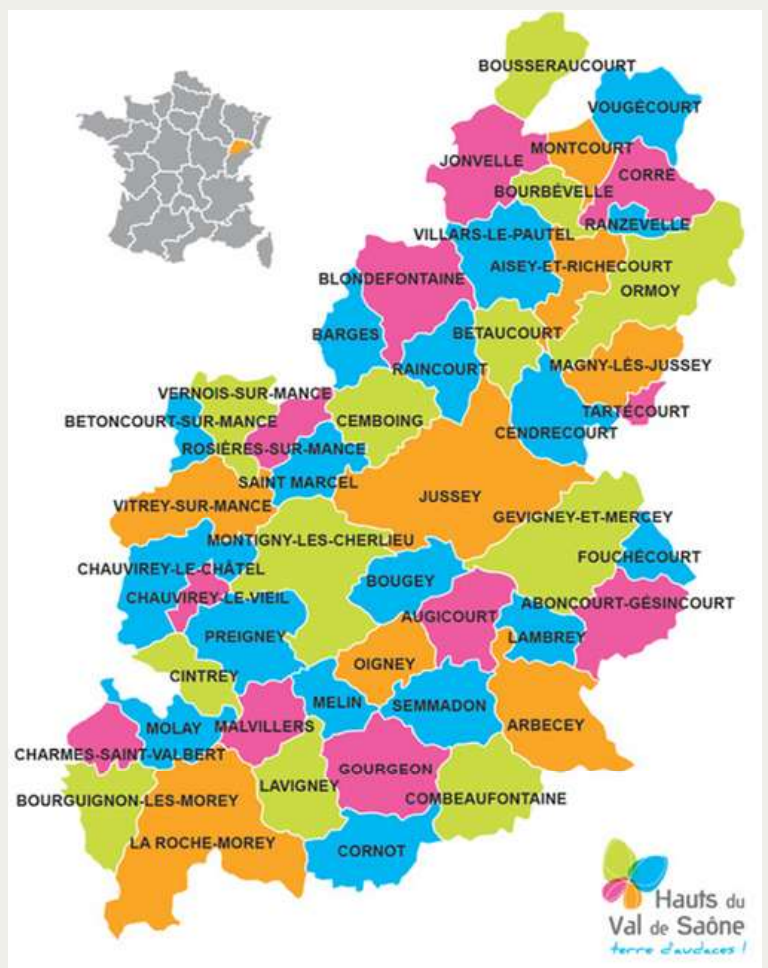 BOUSSERAUCOURT
VOUGÉCOURT
MONTCOURT
JONVELLE
CORRE
BOURBÉVELLE
RANZEVELLE
VILLARS-LE-PAUTEL
AISEY-ET-RICHECOURT
BLONDEFONTAINE
ORMOY
BARGES
BETAUCOURT
RAINCOURT
MAGNY-LÈS-JUSSEY
VERNOIS-SUR-MANCE
TARTÉCOURT
BETONCOURT-SUR-MANCE
CEMBOING
CENDRECOURT
ROSIÈRES-SUR-MANCE
SAINT MARCEL
JUSSEY
VITREY-SUR-MANCE
GEVIGNEY-ET-MERCEY
MONTIGNY-LES-CHERLIEU
FOUCHÉCOURT
CHAUVIREY-LE-CHÂTEL
BOUGEY
CHAUVIREY-LE-VIEIL
ABONCOURT-GÉSINCOURT
AUGICOURT
PREIGNEY
LAMBREY
OIGNEY
CINTREY
MELIN
SEMMADON
MOLAY
MALVILLERS
ARBECEY
CHARMES-SAINT-VALBERT
GOURGEON
LAVIGNEY
BOURGUIGNON-LES-MOREY
COMBEAUFONTAINE
LA ROCHE-MOREY
CORNOT
Hauts du
Val de Saône
terre d'audaces !